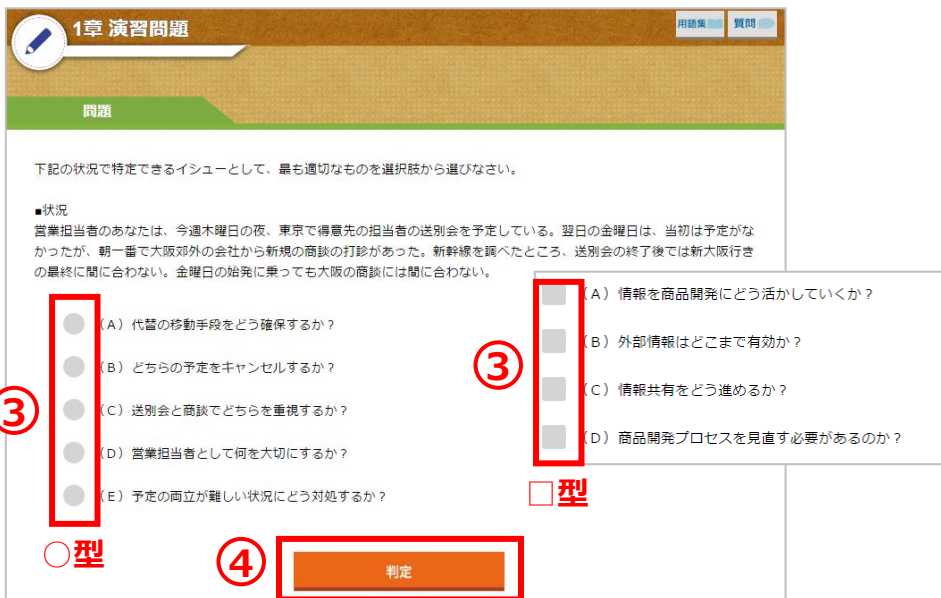 1章 演習問題
用語集
質問
問題
下記の状況で特定できるイシューとして、最も適切なものを選択肢から選びなさい。
■状況
営業担当者のあなたは、今週木曜日の夜、東京で得意先の担当者の送別会を予定している。翌日の金曜日は、当初は予定がな
かったが、朝一番で大阪郊外の会社から新規の商談の打診があった。新幹線を調べたところ、送別会の終了後では新大阪行き
の最終に間に合わない。金曜日の始発に乗っても大阪の商談には間に合わない。
③
(A)代替の移動手段をどう確保するか?
(B)どちらの予定をキャンセルするか?
(C)送別会と商談でどちらを重視するか?
(D)営業担当者として何を大切にするか?
(E)予定の両立が難しい状況にどう対処するか?
○型
③
(A)情報を商品開発にどう活かしていくか?
(B)外部情報はどこまで有効か?
(C)情報共有をどう進めるか?
(D)商品開発プロセスを見直す必要があるのか?
□型
④
判定